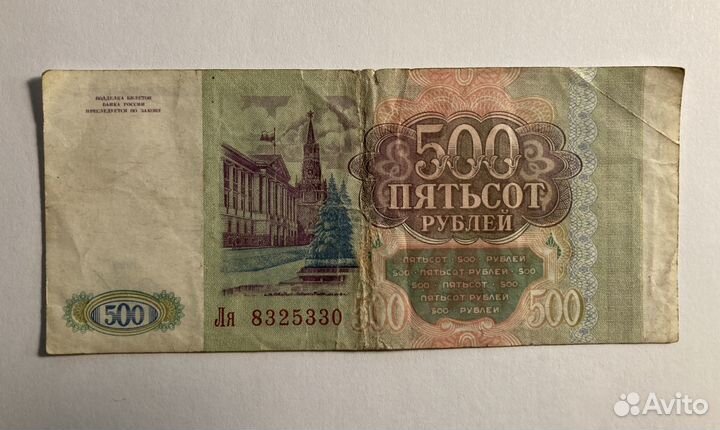 ПОДДЕЛКА БИЛЕТОВ
БАНКА РОССИИ
ПРЕСЛЕДУЕТСЯ ПО ЗАКОНУ
500
ПЯТЬСОТ
РУБЛЕЙ
ПЯТЬСОТ · 500 · РУБЛЕЙ
500 · ПЯТЬСОТ РУБЛЕЙ · 500
500 · ПЯТЬСОТ · 500
ПЯТЬСОТ РУБЛЕЙ
500 · РУБЛЕЙ
500
Ля 8325330
500
500
Avito